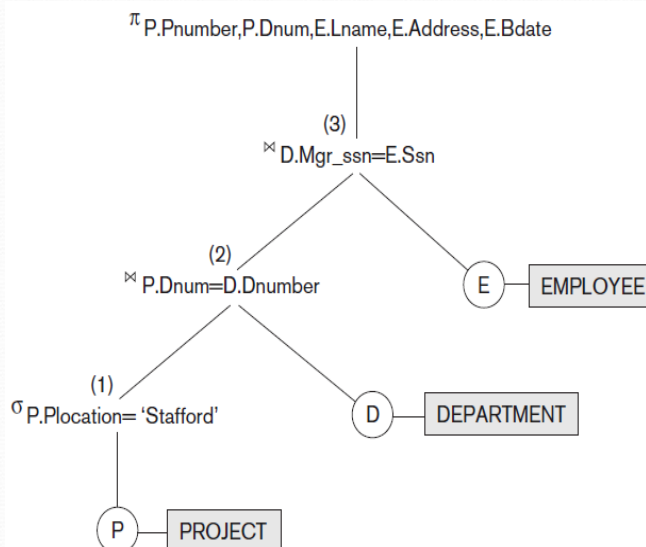 π P.Pnumber,P.Dnum,E.Lname,E.Address,E.Bdate
(3)
⋈ D.Mgr_ssn=E.Ssn
(2)
⋈ P.Dnum=D.Dnumber
E
EMPLOYEE
(1)
σ P.Plocation= ‘Stafford’
D
DEPARTMENT
P
PROJECT